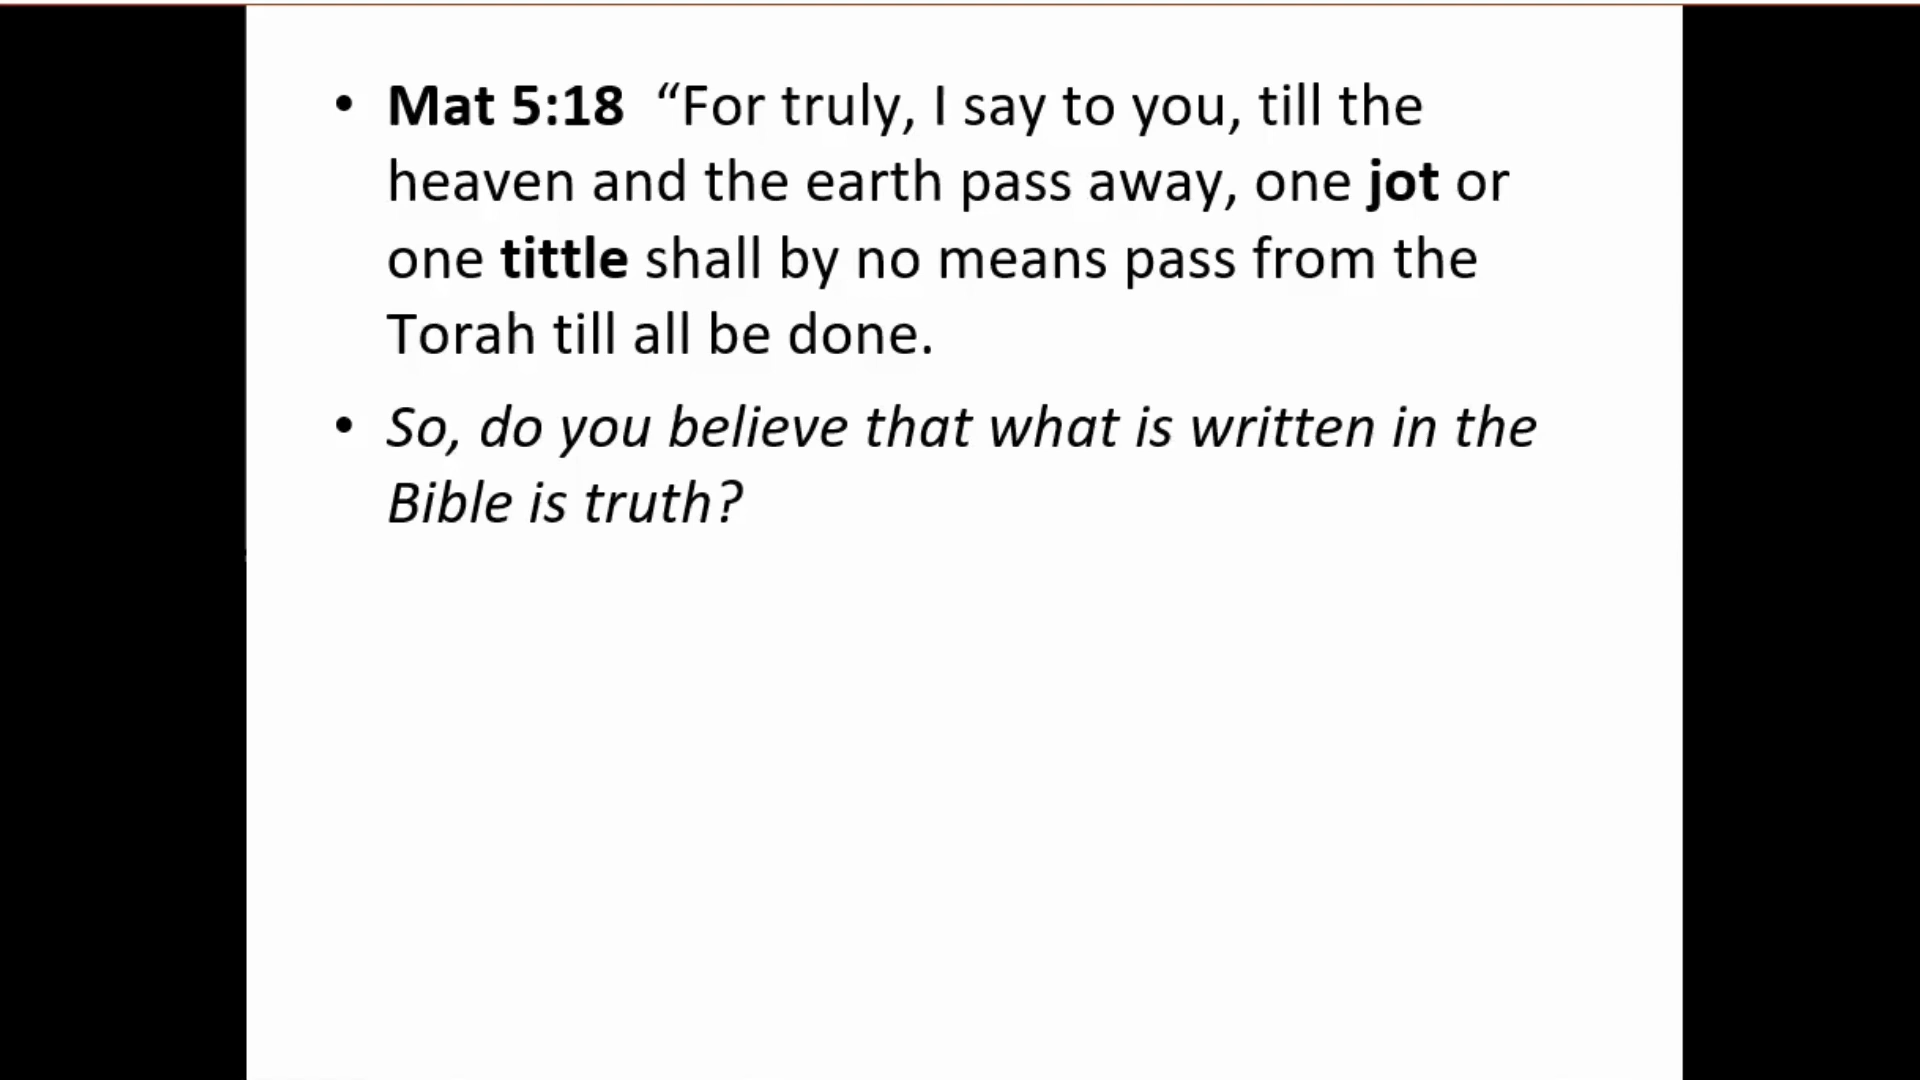 • Mat 5:18  “For truly, I say to you, till the
heaven and the earth pass away, one jot or
one tittle shall by no means pass from the
Torah till all be done.
• So, do you believe that what is written in the
Bible is truth?